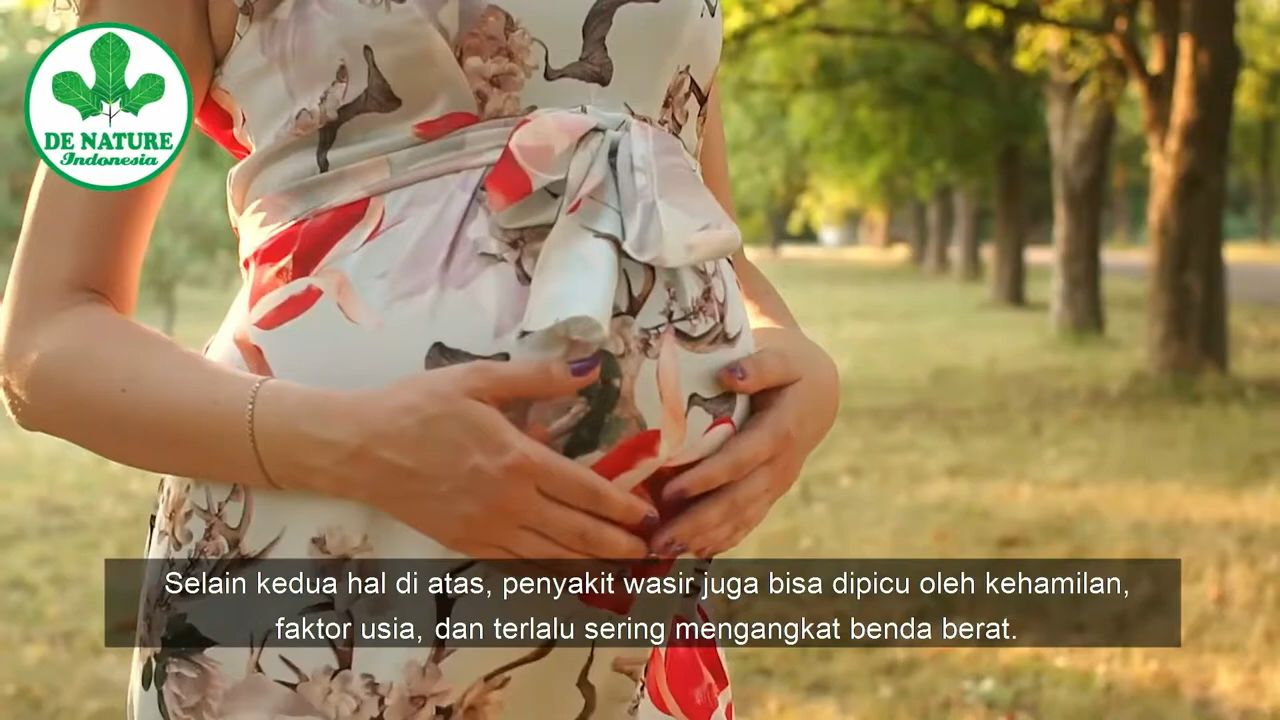 DE NATURE
Indonesia
Selain kedua hal di atas, penyakit wasir juga bisa dipicu oleh kehamilan,
faktor usia, dan terlalu sering mengangkat benda berat.